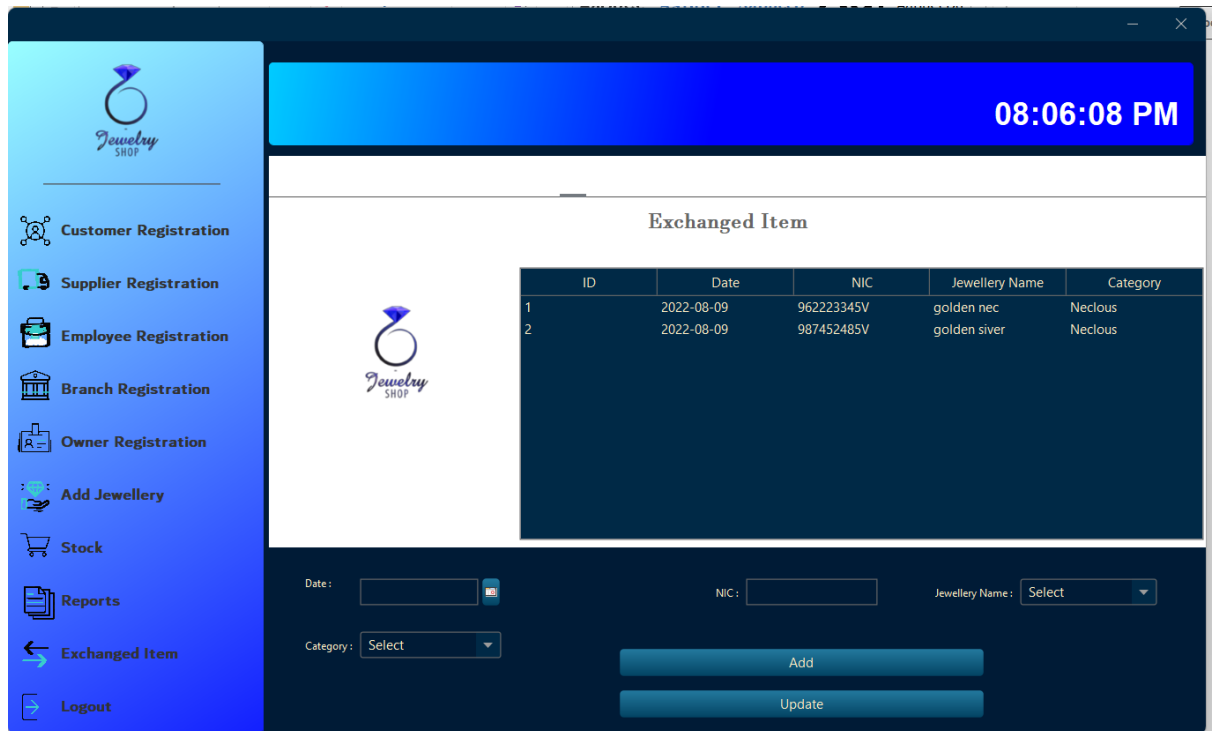 08:06:08 PM
Jewelry
SHOP
Customer Registration
Supplier Registration
Employee Registration
Branch Registration
Owner Registration
Add Jewellery
Stock
Reports
Exchanged Item
Logout
Exchanged Item
Jewelry
SHOP
ID Date NIC Jewellery Name Category
1 2022-08-09 962223345V golden nec Neclous
2 2022-08-09 987452485V golden siver Neclous
Date : NIC : Jewellery Name : Select
Category : Select
Add
Update